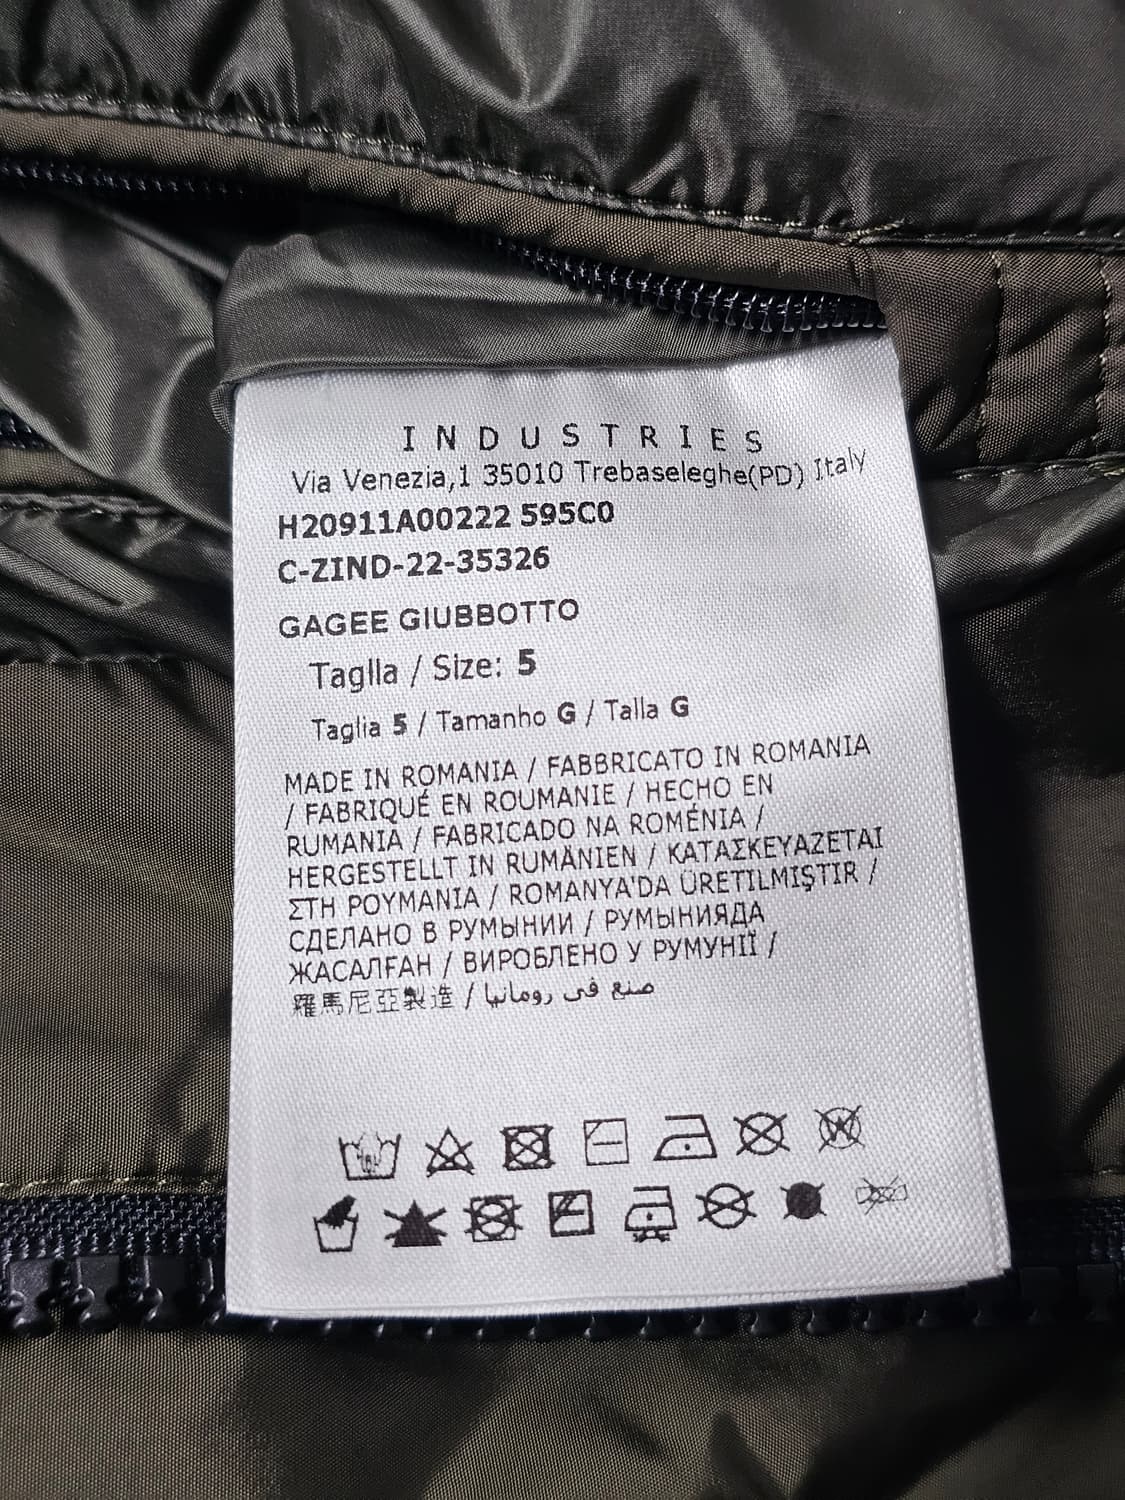 INDUSTRIES
Via Venezia,1 35010 Trebaseleghe(PD) Italy
H20911A00222 595C0
C-ZIND-22-35326
GAGEE GIUBBOTTO
Taglla / Size: 5
Taglia 5 / Tamanho G / Talla G
MADE IN ROMANIA / FABBRICATO IN ROMANIA
/ FABRIQUÉ EN ROUMANIE / HECHO EN
RUMANIA / FABRICADO NA ROMÉNIA /
HERGESTELLT IN RUMÄNIEN / ΚΑΤΑΣΚΕΥΑΖΕΤΑΙ
ΣΤΗ ΡΟΥΜΑΝΙΑ / ROMANYA'DA ÜRETILMIŞTIR /
СДЕЛАНО В РУМЫНИИ / РУМЫНИЯДА
ЖАСАЛҒАН / ВИРОБЛЕНО У РУМУНІЇ /
羅馬尼亞製造 / صنع في رومانيا